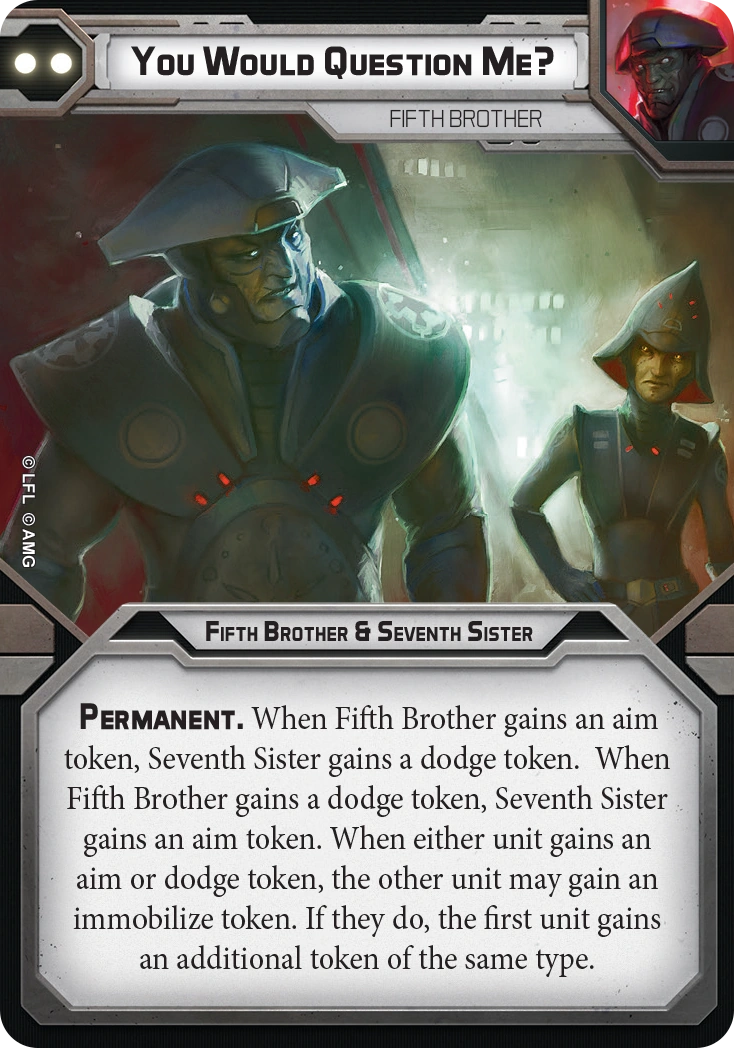 You Would Question Me?
FIFTH BROTHER
©LFL ©AMG
Fifth Brother & Seventh Sister
Permanent. When Fifth Brother gains an aim
token, Seventh Sister gains a dodge token. When
Fifth Brother gains a dodge token, Seventh Sister
gains an aim token. When either unit gains an
aim or dodge token, the other unit may gain an
immobilize token. If they do, the first unit gains
an additional token of the same type.